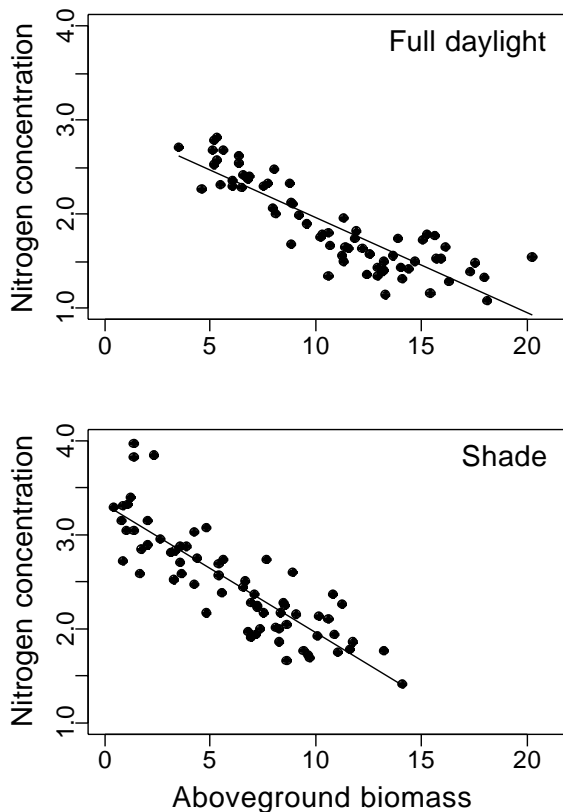 Full daylight
Nitrogen concentration
4.0
3.0
2.0
1.0
0 5 10 15 20
Shade
Nitrogen concentration
4.0
3.0
2.0
1.0
0 5 10 15 20
Aboveground biomass